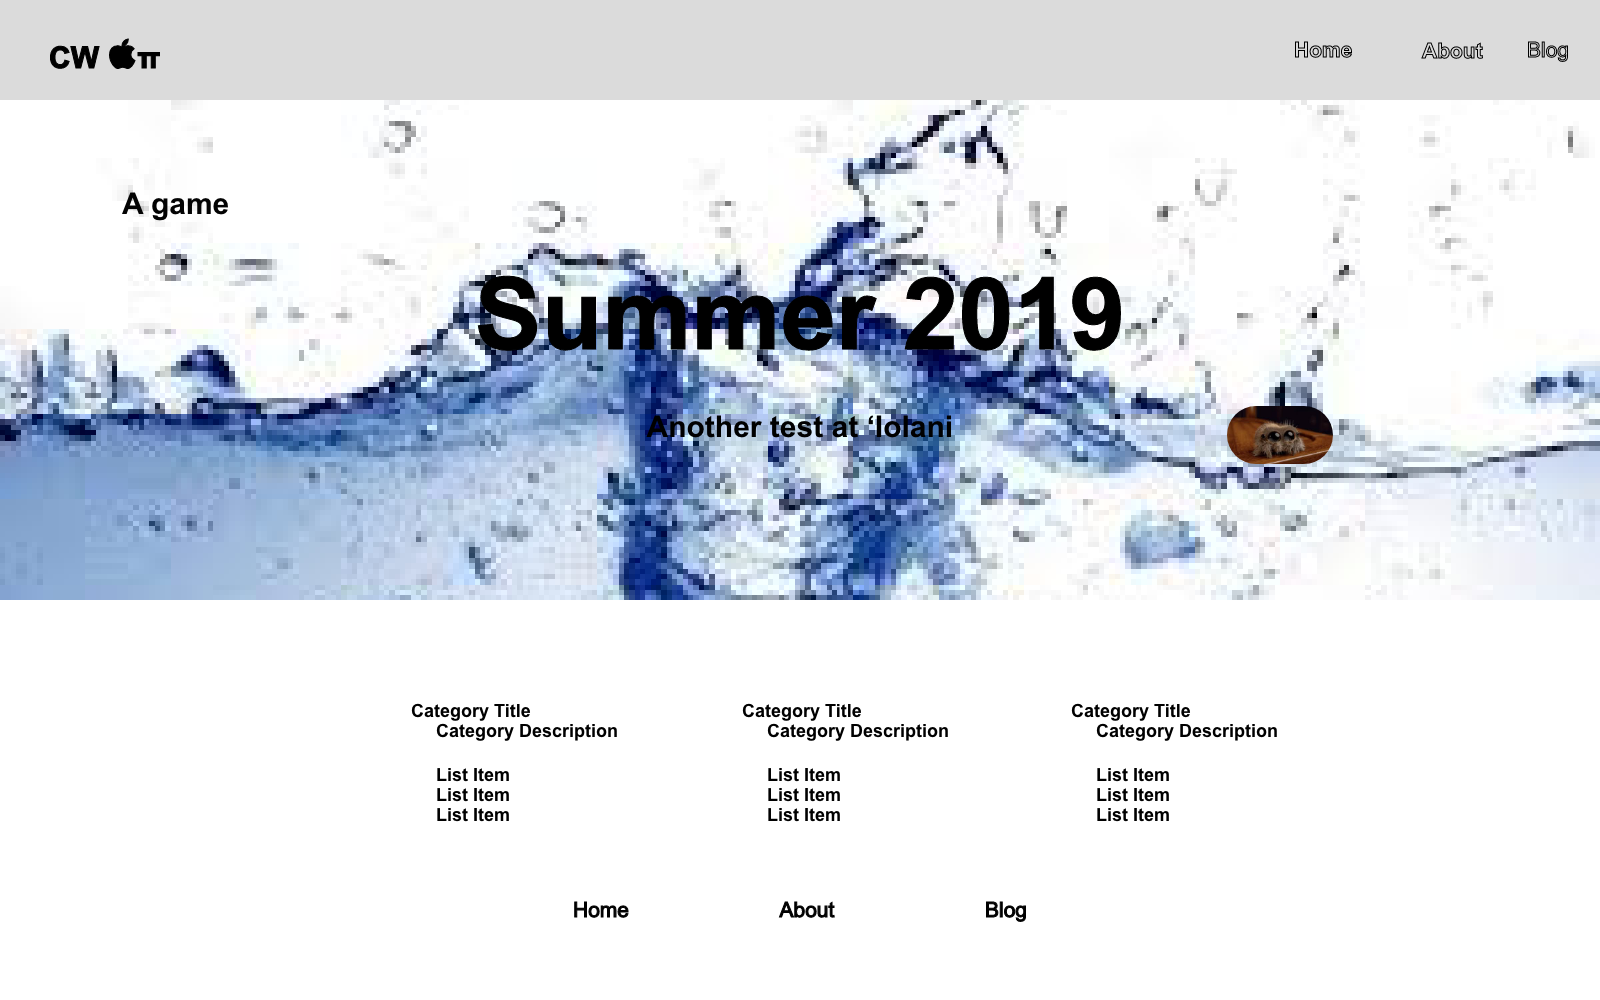 CW π
Home About Blog
A game
Summer 2019
Another test at ‘Iolani
Category Title Category Title Category Title
Category Description Category Description Category Description
List Item List Item List Item
List Item List Item List Item
List Item List Item List Item
Home About Blog